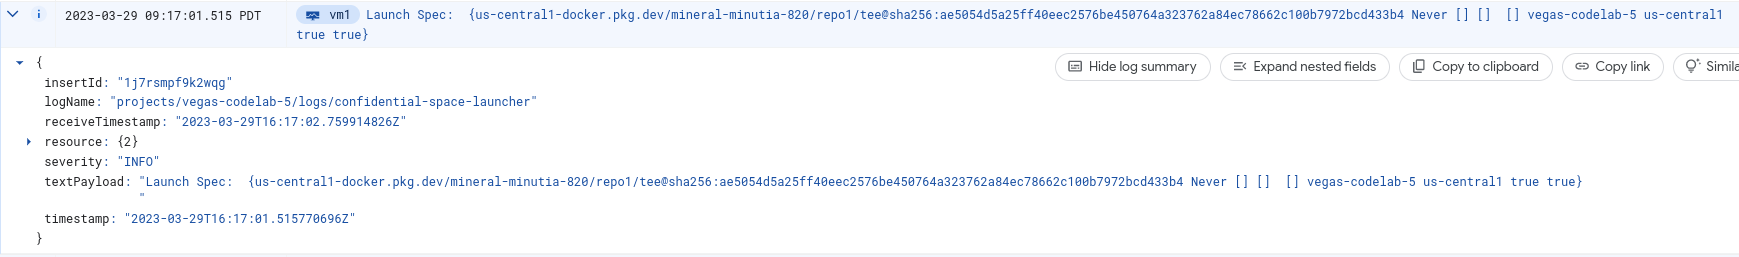 2023-03-29 09:17:01.515 PDT vm1 Launch Spec: {us-central1-docker.pkg.dev/mineral-minutia-820/repo1/tee@sha256:ae5054d5a25ff40eec2576be450764a323762a84ec78662c100b7972bcd433b4 Never [] [] [] vegas-codelab-5 us-central1
true true}
{
Hide log summary Expand nested fields Copy to clipboard Copy link Simila
insertId: "1j7rsmpf9k2wqg"
logName: "projects/vegas-codelab-5/logs/confidential-space-launcher"
receiveTimestamp: "2023-03-29T16:17:02.759914826Z"
resource: {2}
severity: "INFO"
textPayload: "Launch Spec: {us-central1-docker.pkg.dev/mineral-minutia-820/repo1/tee@sha256:ae5054d5a25ff40eec2576be450764a323762a84ec78662c100b7972bcd433b4 Never [] [] [] vegas-codelab-5 us-central1 true true}
"
timestamp: "2023-03-29T16:17:01.515770696Z"
}